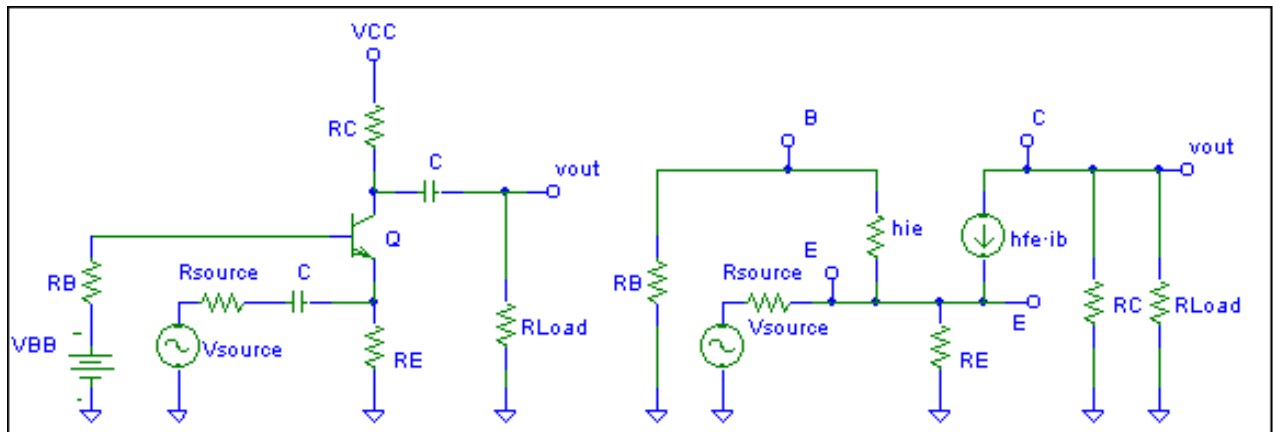 VCC
RC
C
vout
Q
RB
Rsource
C
VBB
-
-
Vsource
RE
RLoad
B
C
vout
hie
hfe·ib
E
Rsource
RB
Vsource
E
RE
RC
RLoad